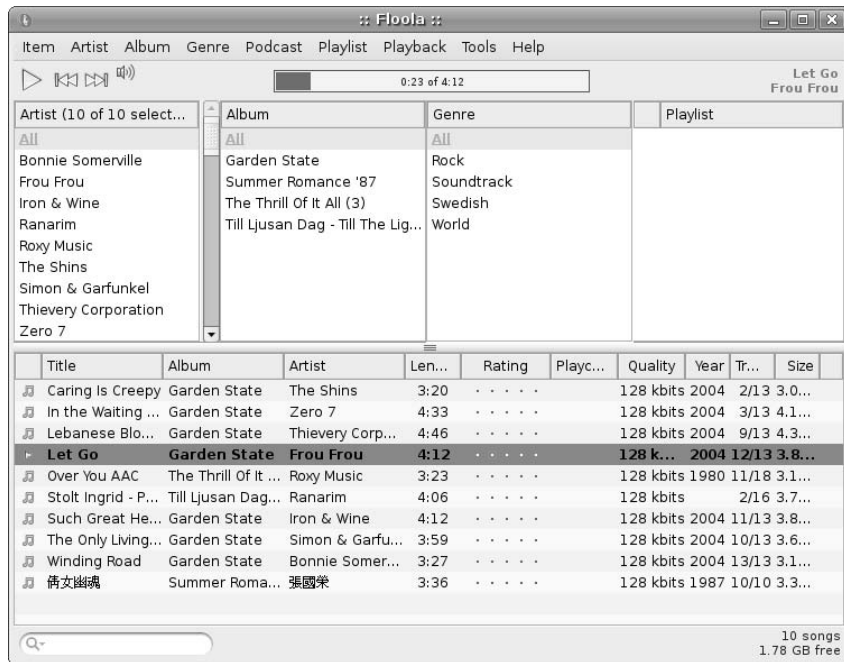 :: Floola ::
Item Artist Album Genre Podcast Playlist Playback Tools Help
0:23 of 4:12
Let Go
Frou Frou
Artist (10 of 10 select...
All
Bonnie Somerville
Frou Frou
Iron & Wine
Ranarim
Roxy Music
The Shins
Simon & Garfunkel
Thievery Corporation
Zero 7
Album
All
Garden State
Summer Romance '87
The Thrill Of It All (3)
Till Ljusan Dag - Till The Lig...
Genre
All
Rock
Soundtrack
Swedish
World
Playlist
Title Album Artist Len... Rating Playc... Quality Year Tr... Size
Caring Is Creepy Garden State The Shins 3:20 · · · · · 128 kbits 2004 2/13 3.0...
In the Waiting ... Garden State Zero 7 4:33 · · · · · 128 kbits 2004 3/13 4.1...
Lebanese Blo... Garden State Thievery Corp... 4:46 · · · · · 128 kbits 2004 9/13 4.3...
Let Go Garden State Frou Frou 4:12 · · · · · 128 k... 2004 12/13 3.8...
Over You AAC The Thrill Of It ... Roxy Music 3:23 · · · · · 128 kbits 1980 11/18 3.1...
Stolt Ingrid - P... Till Ljusan Dag... Ranarim 4:06 · · · · · 128 kbits 2/16 3.7...
Such Great He... Garden State Iron & Wine 4:12 · · · · · 128 kbits 2004 11/13 3.8...
The Only Living... Garden State Simon & Garfu... 3:59 · · · · · 128 kbits 2004 10/13 3.6...
Winding Road Garden State Bonnie Somer... 3:27 · · · · · 128 kbits 2004 13/13 3.1...
倩女幽魂 Summer Roma... 張國榮 3:36 · · · · · 128 kbits 1987 10/10 3.3...
10 songs
1.78 GB free